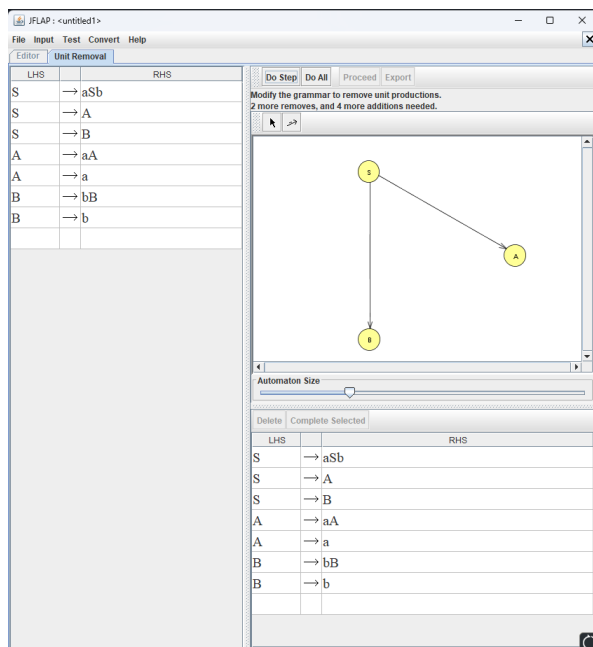 JFLAP : <untitled1>
File Input Test Convert Help
Editor Unit Removal
LHS RHS
S → aSb
S → A
S → B
A → aA
A → a
B → bB
B → b
Do Step Do All Proceed Export
Modify the grammar to remove unit productions.
2 more removes, and 4 more additions needed.
S
A
B
Automaton Size
Delete Complete Selected
LHS RHS
S → aSb
S → A
S → B
A → aA
A → a
B → bB
B → b